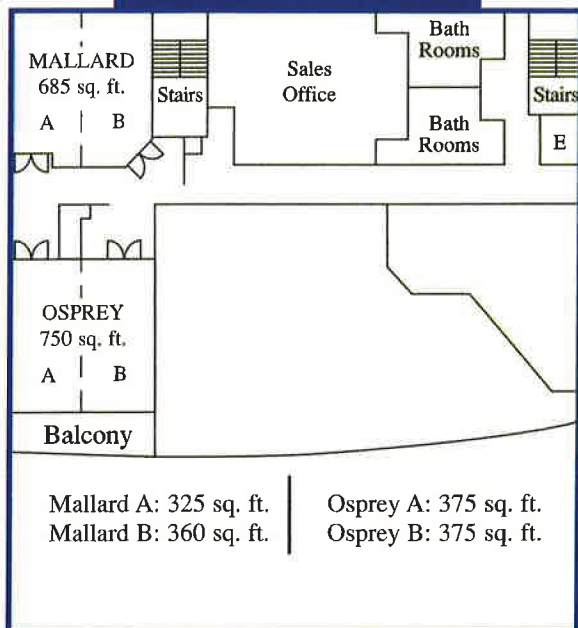 MALLARD
685 sq. ft.
A B
Stairs
Sales
Office
Bath
Rooms
Bath
Rooms
Stairs
E
OSPREY
750 sq. ft.
A B
Balcony
Mallard A: 325 sq. ft.
Mallard B: 360 sq. ft.
Osprey A: 375 sq. ft.
Osprey B: 375 sq. ft.